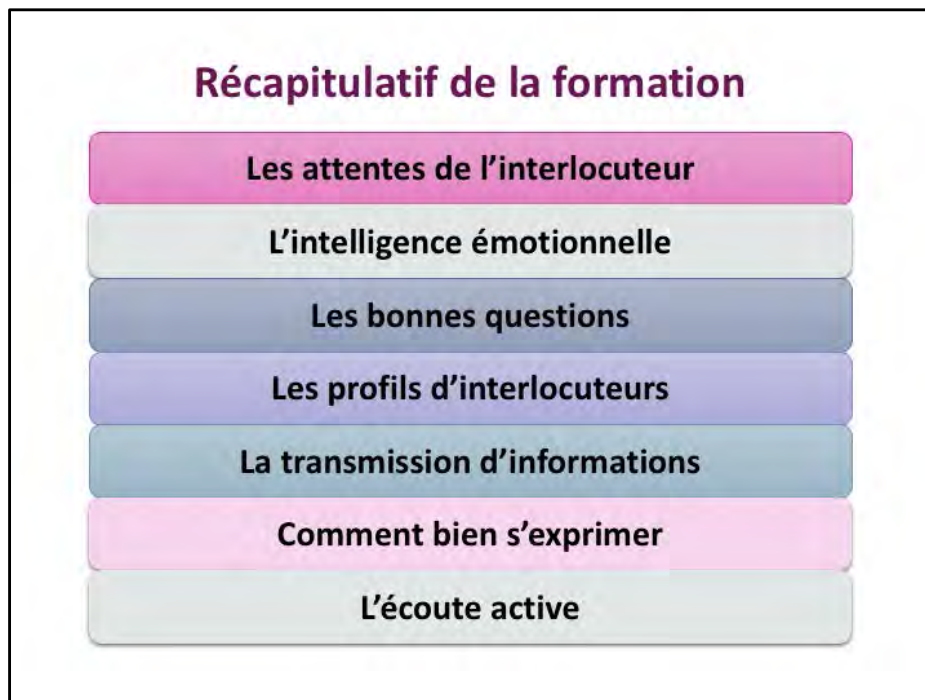 Récapitulatif de la formation
Les attentes de l’interlocuteur
L’intelligence émotionnelle
Les bonnes questions
Les profils d’interlocuteurs
La transmission d’informations
Comment bien s’exprimer
L’écoute active